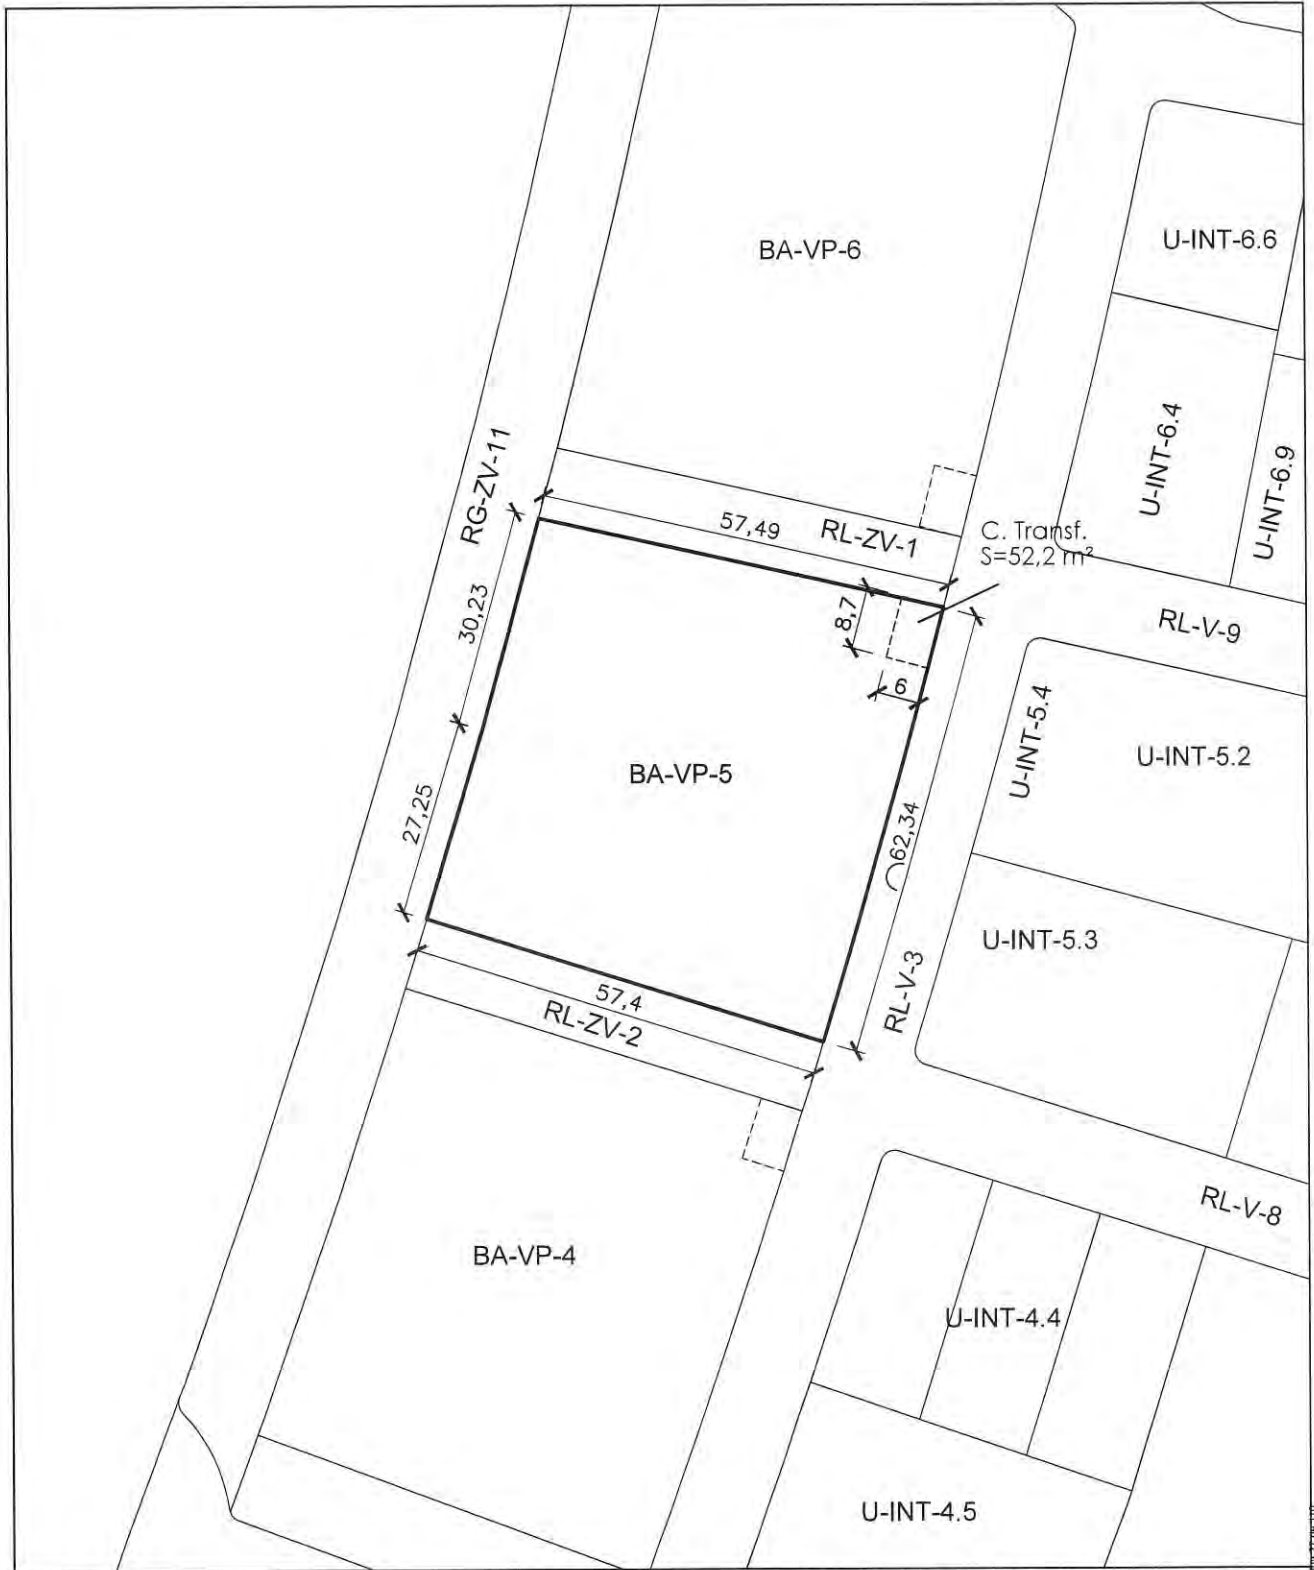 BA-VP-6
U-INT-6.6
U-INT-6.4
U-INT-6.9
RG-ZV-11
57,49
RL-ZV-1
C. Transf.
S=52,2 m²
30,23
8,7
6
RL-V-9
U-INT-5.4
U-INT-5.2
BA-VP-5
27,25
62,34
U-INT-5.3
RL-V-3
57,4
RL-ZV-2
RL-V-8
BA-VP-4
U-INT-4.4
U-INT-4.5